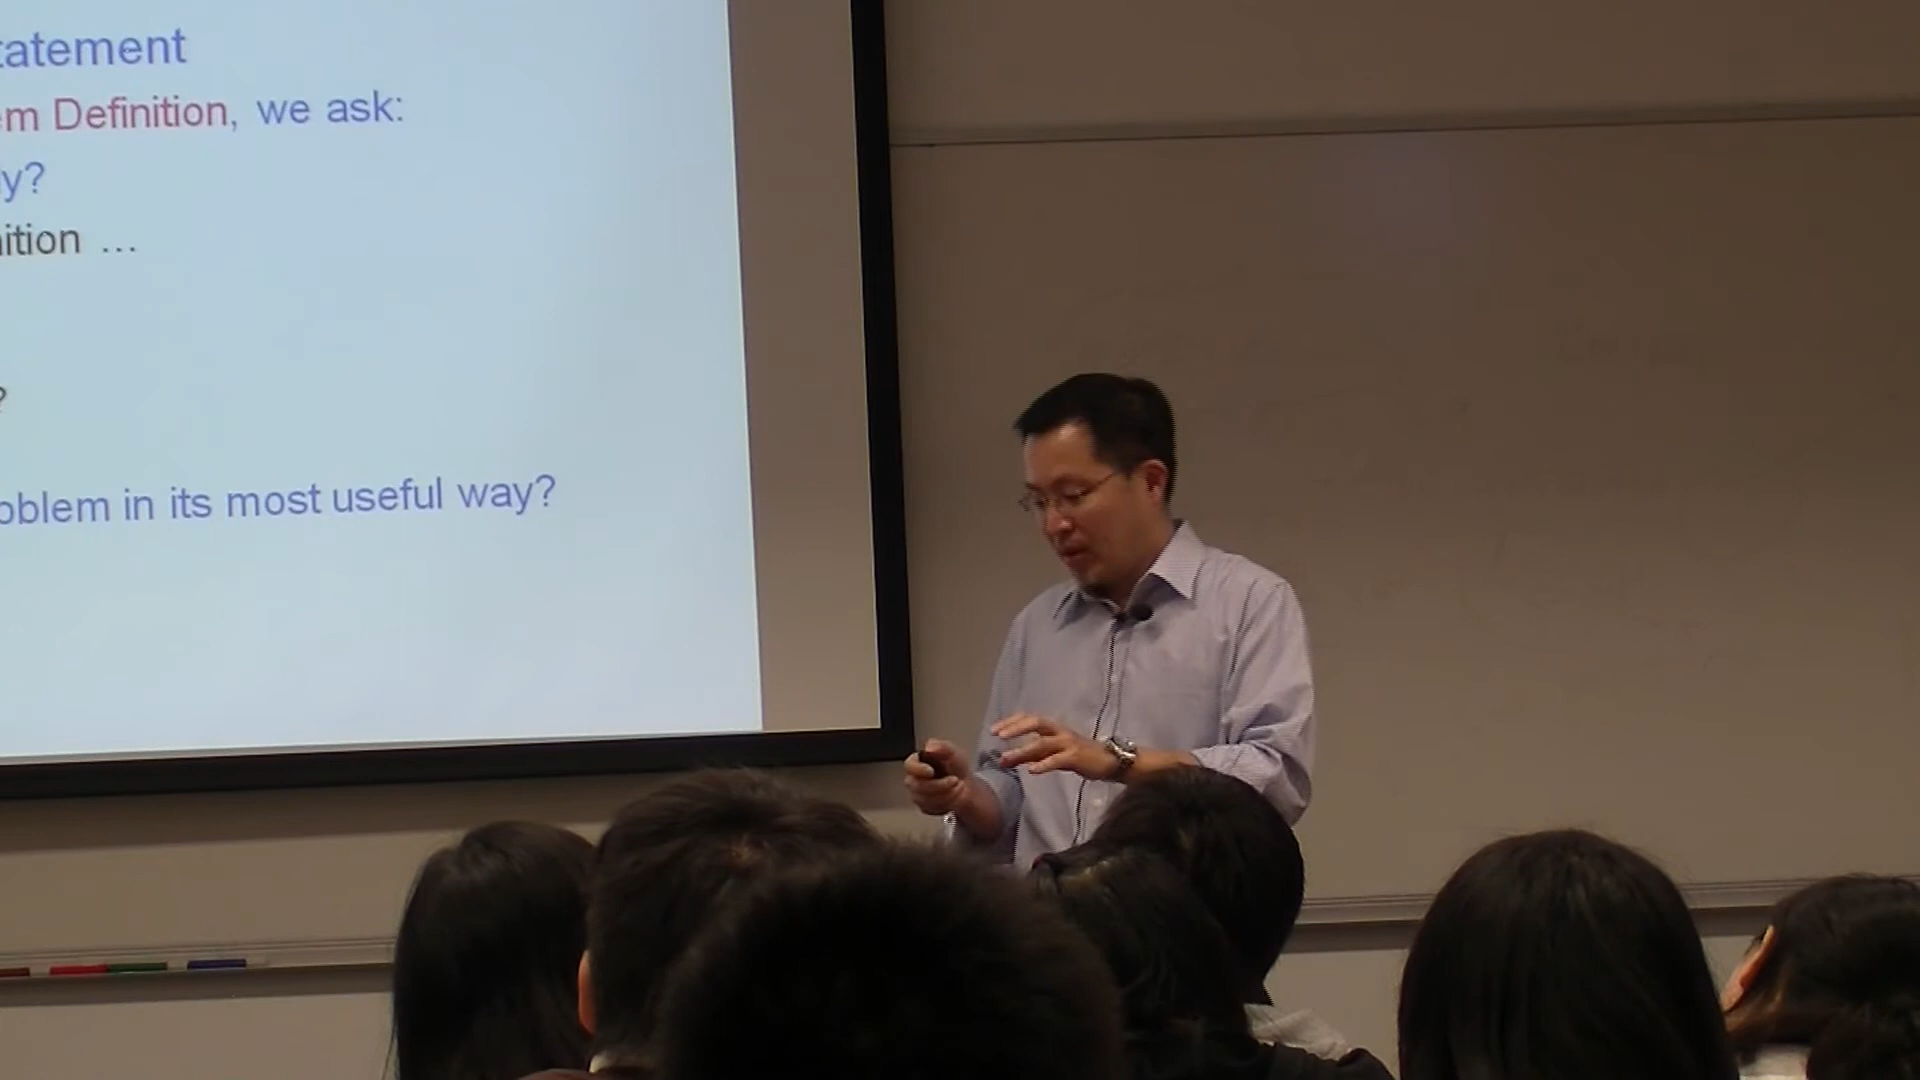 tatement
em Definition, we ask:
y?
nition …
?
oblem in its most useful way?